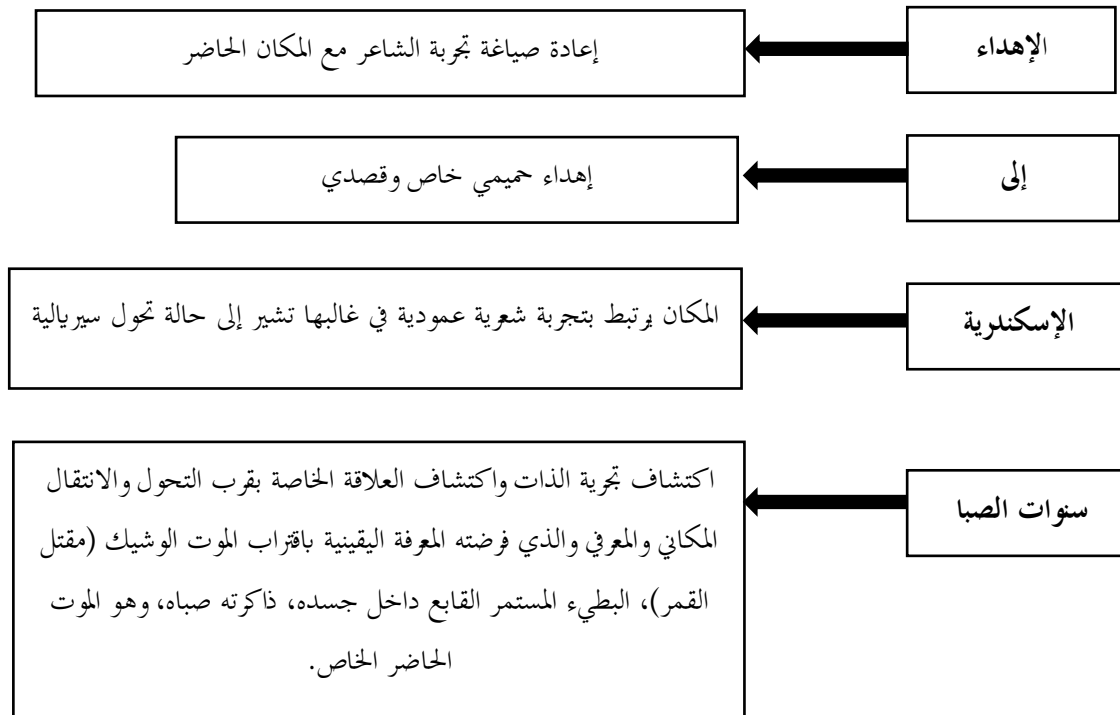 الإهداء
إعادة صياغة تجربة الشاعر مع المكان الحاضر
إلى
إهداء حميمي خاص وقصدي
الإسكندرية
المكان يرتبط بتجربة شعرية عمودية في غالبها تشير إلى حالة تحول سيريالية
سنوات الصبا
اكتشاف تجربة الذات واكتشاف العلاقة الخاصة بقرب التحول والانتقال
المكاني والمعرفي والذي فرضته المعرفة اليقينية باقتراب الموت الوشيك (مقتل
القمر)، البطيء المستمر القابع داخل جسده، ذاكرته صباه، وهو الموت
الحاضر الخاص.